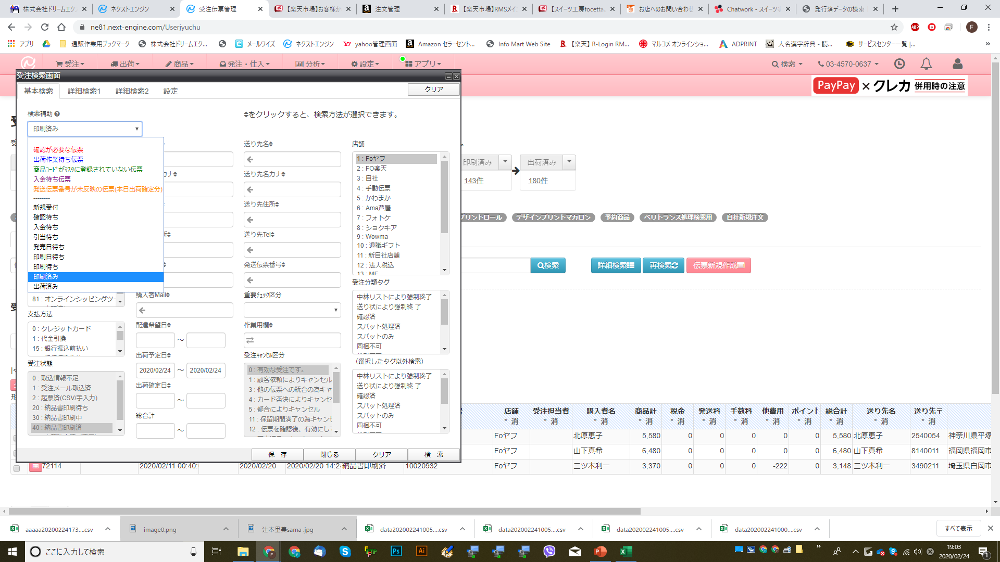 株式会社ドリームエク
ネクストエンジン
受注伝票管理
【楽天市場】お客様か
注文管理
【楽天市場】RMSメイン
【スイーツ工房focetta
お店へのお問い合わせ
Chatwork - スイーツ
発行済データの検索
ne81.next-engine.com/Userjyuchu
アプリ
通販作業用ブックマーク
株式会社ドリームエク...
メールワイズ
ネクストエンジン
yahoo管理画面
Amazon セラーセント...
Info Mart Web Site
【楽天】R-Login RM...
マルコメ オンラインショ...
ADPRINT
人名漢字辞典 - 読...
サービスセンター一覧 |...
受注
出荷
商品
発注・仕入
分析
設定
アプリ
検索
03-4570-0637
PayPay × クレカ 併用時の注意
受注検索画面
基本検索
詳細検索1
詳細検索2
設定
クリア
検索補助
をクリックすると、検索方法が選択できます。
印刷済み
確認が必要な伝票
出荷作業待ち伝票
商品コードがマスタに登録されていない伝票
入金待ち伝票
発送伝票番号が未反映の伝票(本日出荷確定分)
--------
新規受付
確認待ち
入金待ち
引当待ち
発売日待ち
印刷日待ち
印刷待ち
印刷済み
出荷済み
81 : オンラインシッピングツー
支払方法
0 : クレジットカード
1 : 代金引換
15 : 銀行振込前払い
受注状態
0 : 取込情報不足
1 : 受注メール取込済
2 : 起票済(CSV/手入力)
20 : 納品書印刷待ち
30 : 納品書印刷中
40 : 納品書印刷済
購入者Mail
配達希望日
～
出荷予定日
2020/02/24 ～ 2020/02/24
出荷確定日
～
総合計
～
送り先名
送り先名カナ
送り先住所
送り先Tel
発送伝票番号
重要チェック区分
作業用欄
受注キャンセル区分
0 : 有効な受注です。
1 : 顧客依頼によりキャンセル
3 : 他の伝票への統合の為キャ
4 : カード否決によりキャンセ
5 : 都合によりキャンセル
11 : 保留期間満了の為キャンセ
12 : 伝票を確認後、有効にして
店舗
1 : Foヤフ
2 : FO楽天
3 : 自社
4 : 手動伝票
5 : かわまか
6 : Ama芦屋
7 : フォトケ
8 : ショクキア
9 : Wowma
10 : 退職ギフト
11 : 新自社店舗
12 : 法人税込
13 : MF
受注分類タグ
中林リストにより強制終了
送り状により強制終 了
確認済
スパット処理済
スパットのみ
同梱不可
（選択したタグ以外検索）
中林リストにより強制終了
送り状により強制終 了
確認済
スパット処理済
スパットのみ
同梱不可
保 存
閉じる
クリア
検 索
印刷済み
143件
出荷済み
180件
プリントロール
デザインプリントマカロン
予約商品
ベリトランス処理検索用
自社新規注文
検索
詳細検索
再検索
伝票新規作成
店舗 受注担当者 購入者名 商品計 税金 発送料 手数料 他費用 ポイント 総合計 送り先名 送り先〒
* 消 * 消 * 消 * 消 * 消 * 消 * 消 * 消 * 消 * 消 * 消 * 消
Foヤフ 北原恵子 5,580 0 0 0 0 0 5,580 北原恵子 2540054 神奈川県平塚
Foヤフ 山下真希 6,480 0 0 0 0 0 6,480 山下真希 8140011 福岡県福岡市
72114 2020/02/11 00:40: 2020/02/20 2020/02/20 14:24 納品書印刷済 10020932 Foヤフ 三ツ木利一 3,370 0 0 0 -222 0 3,148 三ツ木利一 3490211 埼玉県白岡市
aaaaa20200224173....csv
image0.png
辻本里美sama .jpg
data202002241005....csv
data202002241005....csv
data202002241005....csv
data202002241000....csv
すべて表示
ここに入力して検索
19:03
2020/02/24